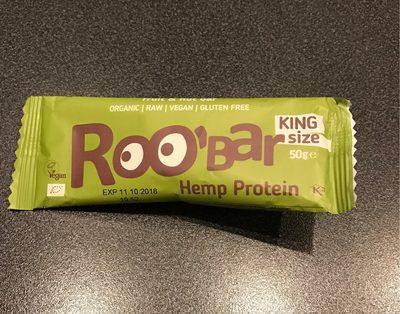 fruit & nut bar
ORGANIC | RAW | VEGAN | GLUTEN FREE
ROO'BAR
KING
size
50g e
Hemp Protein
Vegan
EXP 11.10.2018